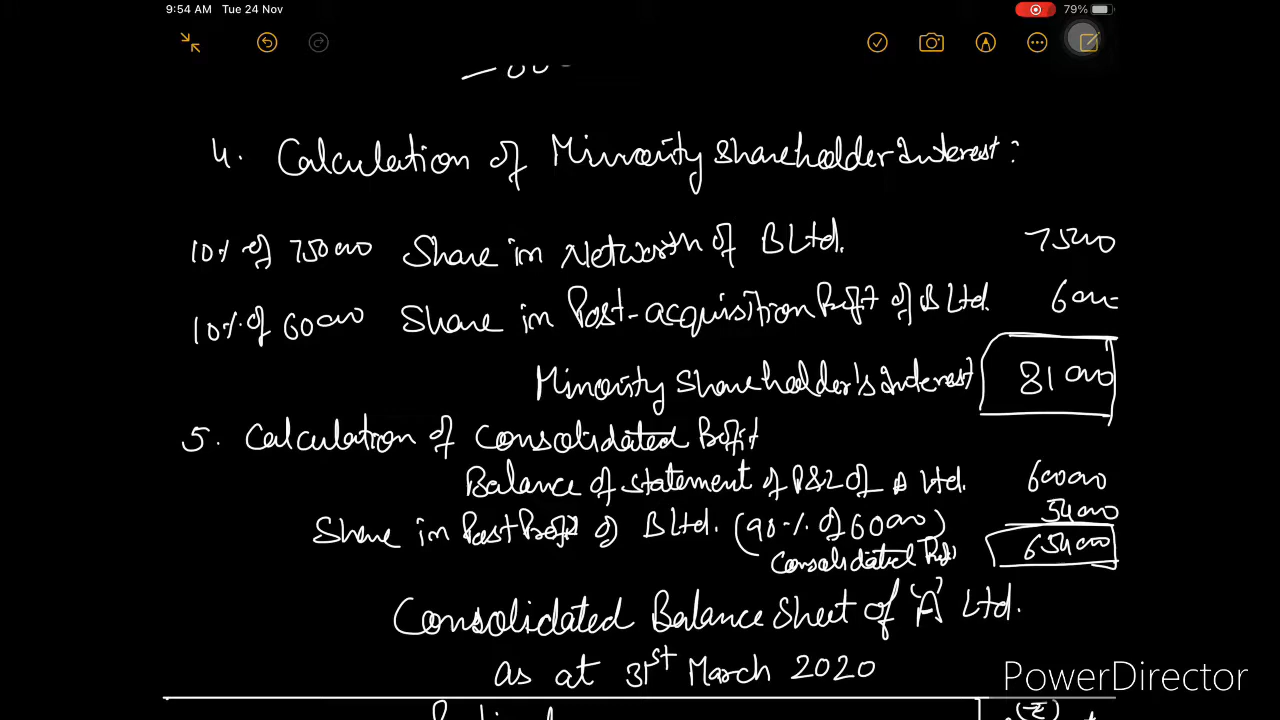 9:54 AM Tue 24 Nov
79%
4. Calculation of Minority Shareholder Interest:
10% of 750000 Share in Networth of B Ltd. 75000
10% of 60000 Share in Post-acquisition Profit of B Ltd. 6000
Minority Shareholder's Interest 81000
5. Calculation of Consolidated Profit
Balance of Statement of P&L of A Ltd. 600000
Share in Post Profit of B Ltd. (90% of 60000) 54000
Consolidated Profit 654000
Consolidated Balance Sheet of 'A' Ltd.
as at 31st March 2020
PowerDirector
(₹)